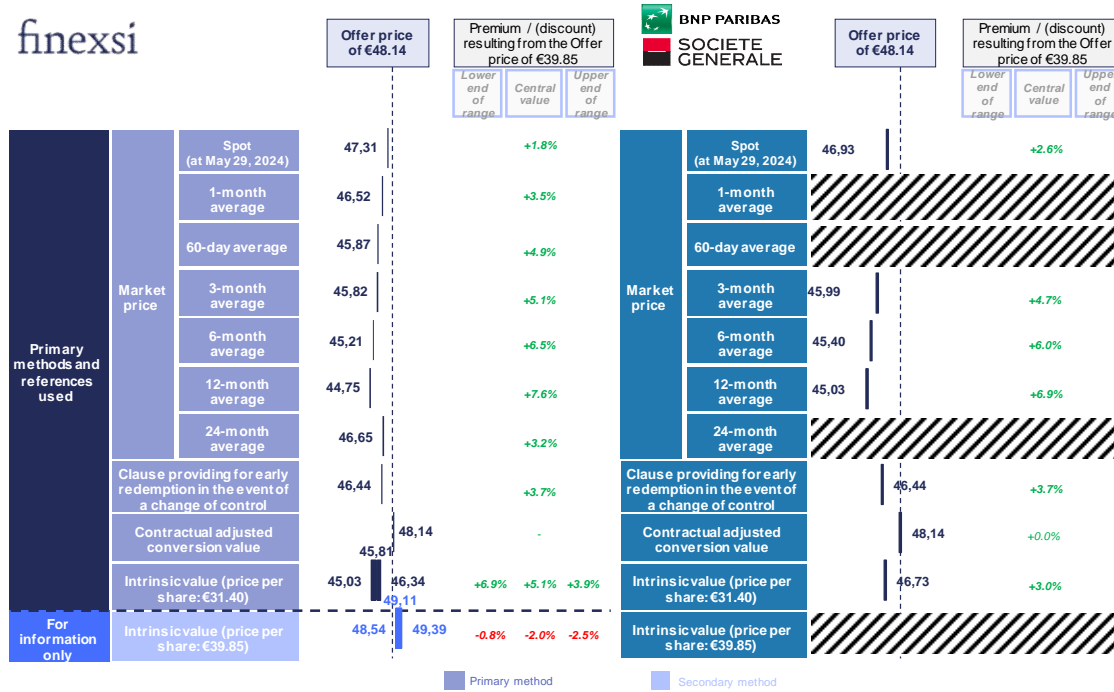 finexsi
Offer price
of €48.14
Premium / (discount)
resulting from the Offer
price of €39.85
Lower
end
of
range
Central
value
Upper
end of
range
BNP PARIBAS
SOCIETE
GENERALE
Offer price
of €48.14
Premium / (discount)
resulting from the Offer
price of €39.85
Lower
end
of
range
Central
value
Uppe
end of
range
Primary
methods and
references
used
Market
price
Spot
(at May 29, 2024)
47,31
+1.8%
1-month
average
46,52
+3.5%
60-day average
45,87
+4.9%
3-month
average
45,82
+5.1%
6-month
average
45,21
+6.5%
12-month
average
44,75
+7.6%
24-month
average
46,65
+3.2%
Clause providing for early
redemption in the event of
a change of control
46,44
+3.7%
Contractual adjusted
conversion value
48,14
-
Intrinsic value (price per
share: €31.40)
45,03
45,81
46,34
+6.9%
+5.1%
+3.9%
For
information
only
Intrinsic value (price per
share: €39.85)
48,54
49,11
49,39
-0.8%
-2.0%
-2.5%
Market
price
Spot
(at May 29, 2024)
46,93
+2.6%
1-month
average
60-day average
3-month
average
45,99
+4.7%
6-month
average
45,40
+6.0%
12-month
average
45,03
+6.9%
24-month
average
Clause providing for early
redemption in the event of
a change of control
46,44
+3.7%
Contractual adjusted
conversion value
48,14
+0.0%
Intrinsic value (price per
share: €31.40)
46,73
+3.0%
Intrinsic value (price per
share: €39.85)
Primary method
Secondary method